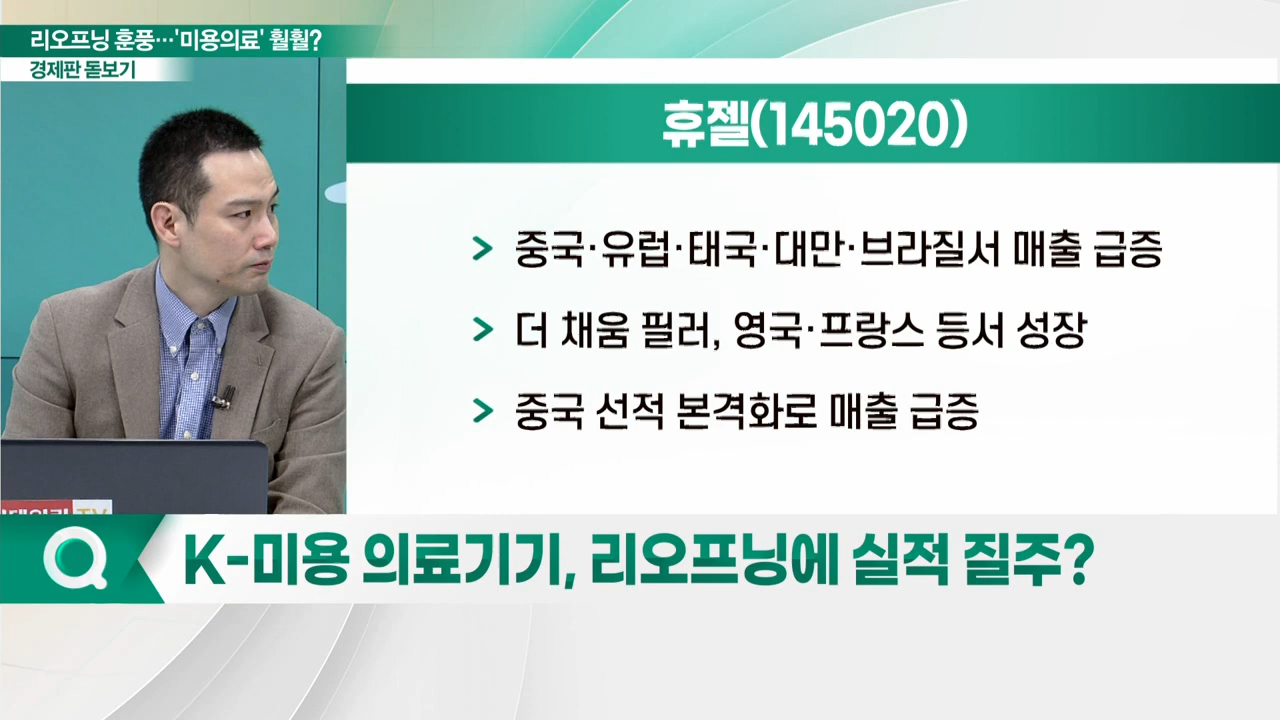 리오프닝 훈풍…'미용의료' 훨훨?
경제판 돋보기
휴젤(145020)
> 중국·유럽·태국·대만·브라질서 매출 급증
> 더 채움 필러, 영국·프랑스 등서 성장
> 중국 선적 본격화로 매출 급증
TV
Q K-미용 의료기기, 리오프닝에 실적 질주?